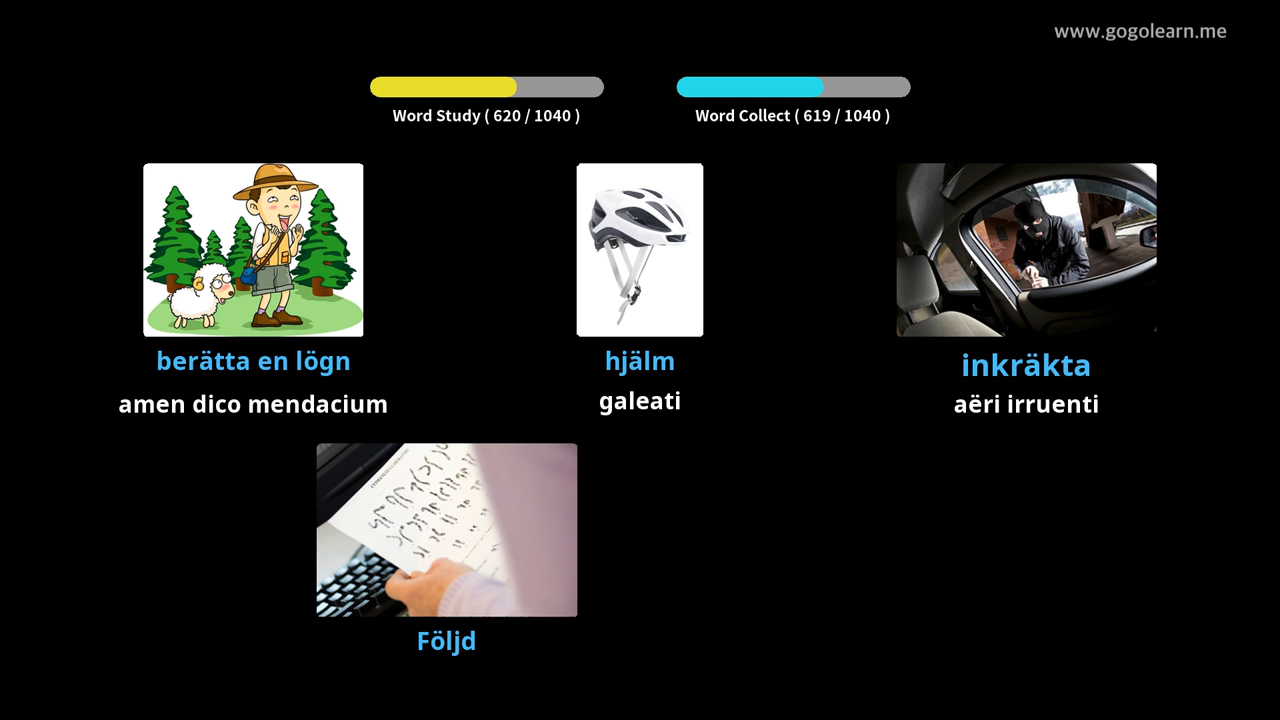 www.gogolearn.me
Word Study ( 620 / 1040 )
Word Collect ( 619 / 1040 )
berätta en lögn
hjälm
inkräkta
amen dico mendacium
galeati
aëri irruenti
Följd